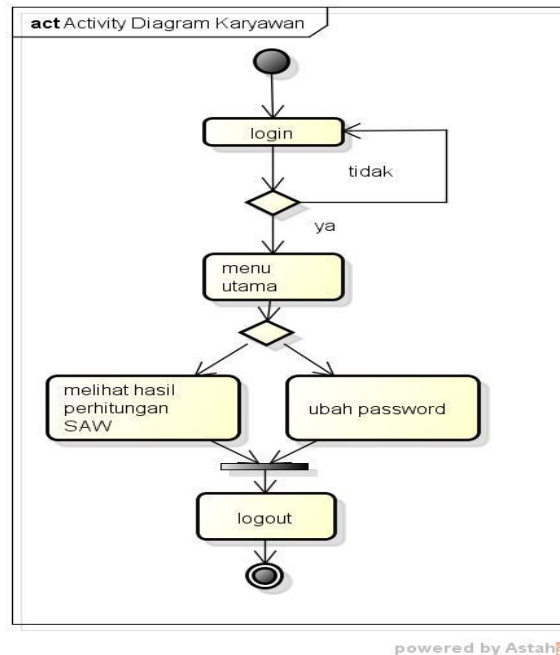 act Activity Diagram Karyawan
login
tidak
ya
menu
utama
melihat hasil
perhitungan
SAW
ubah password
logout
powered by Astah